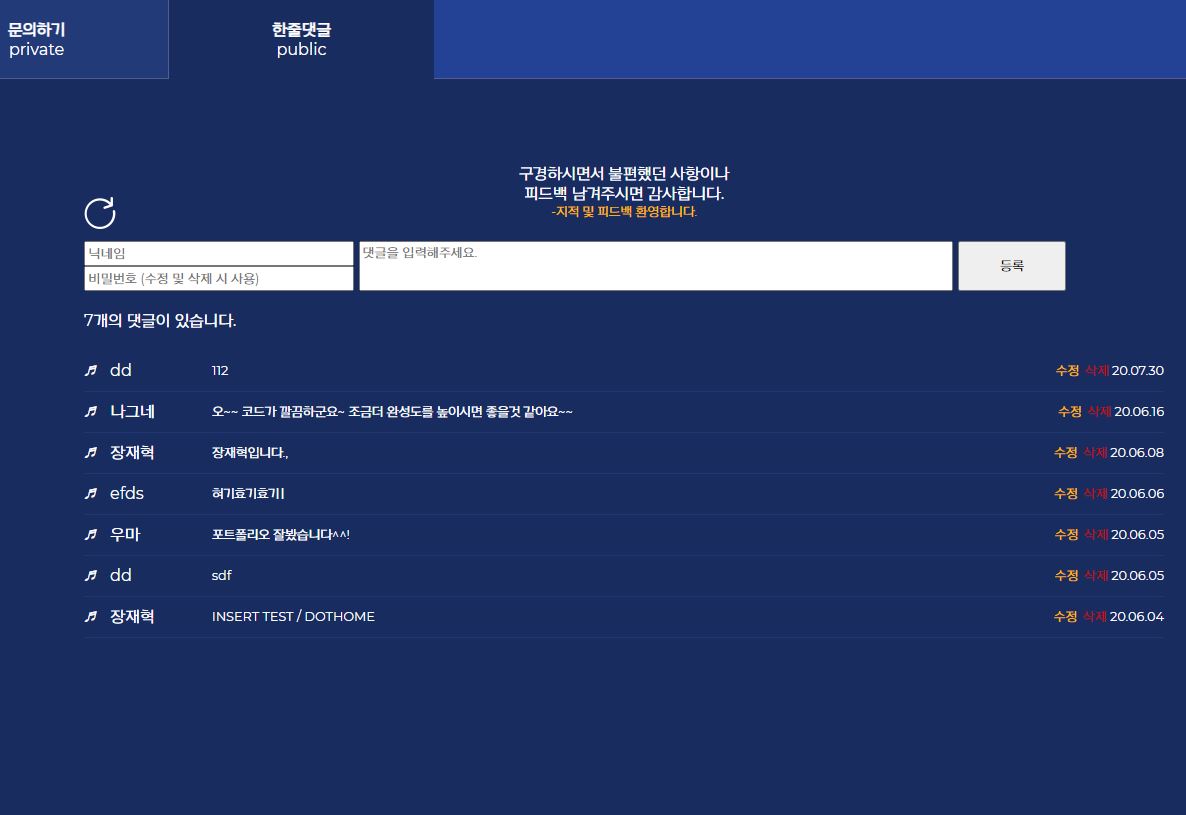 문의하기
private
한줄댓글
public
구경하시면서 불편했던 사항이나
피드백 남겨주시면 감사합니다.
-지적 및 피드백 환영합니다.
닉네임
비밀번호 (수정 및 삭제 시 사용)
댓글을 입력해주세요.
등록
7개의 댓글이 있습니다.
dd 112 수정 삭제 20.07.30
나그네 오~~ 코드가 깔끔하군요~ 조금더 완성도를 높이시면 좋을것 같아요~~ 수정 삭제 20.06.16
장재혁 장재혁입니다., 수정 삭제 20.06.08
efds 혀기효기효기ㅣ 수정 삭제 20.06.06
우마 포트폴리오 잘봤습니다^^! 수정 삭제 20.06.05
dd sdf 수정 삭제 20.06.05
장재혁 INSERT TEST / DOTHOME 수정 삭제 20.06.04